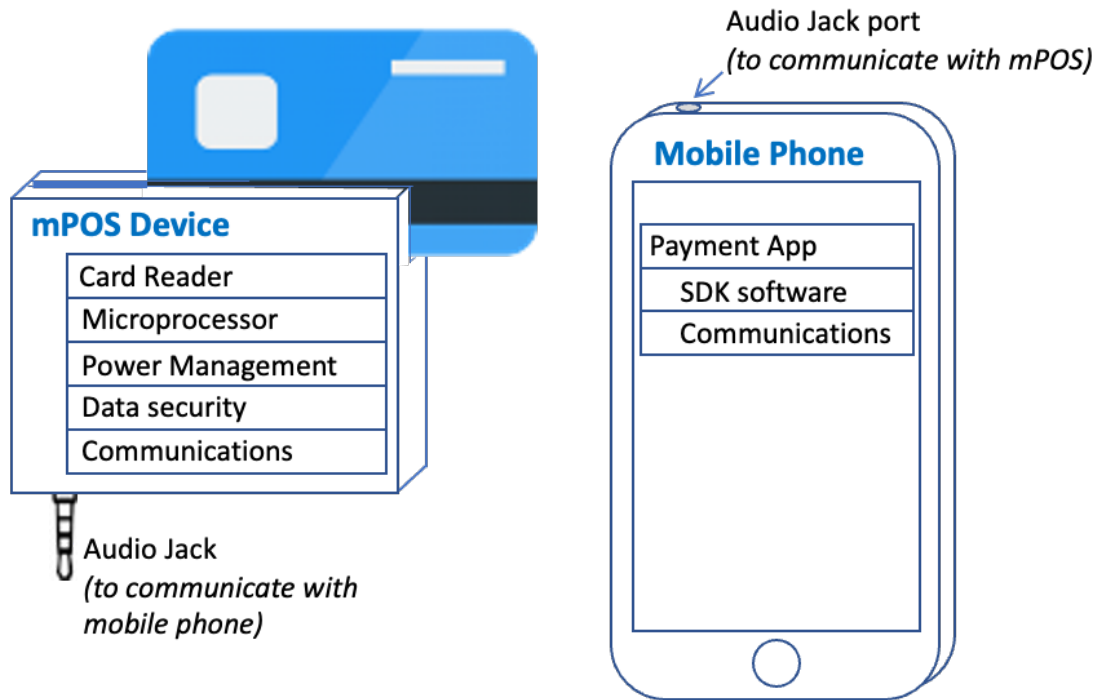 mPOS Device
Card Reader
Microprocessor
Power Management
Data security
Communications
Audio Jack
(to communicate with
mobile phone)
Audio Jack port
(to communicate with mPOS)
Mobile Phone
Payment App
SDK software
Communications